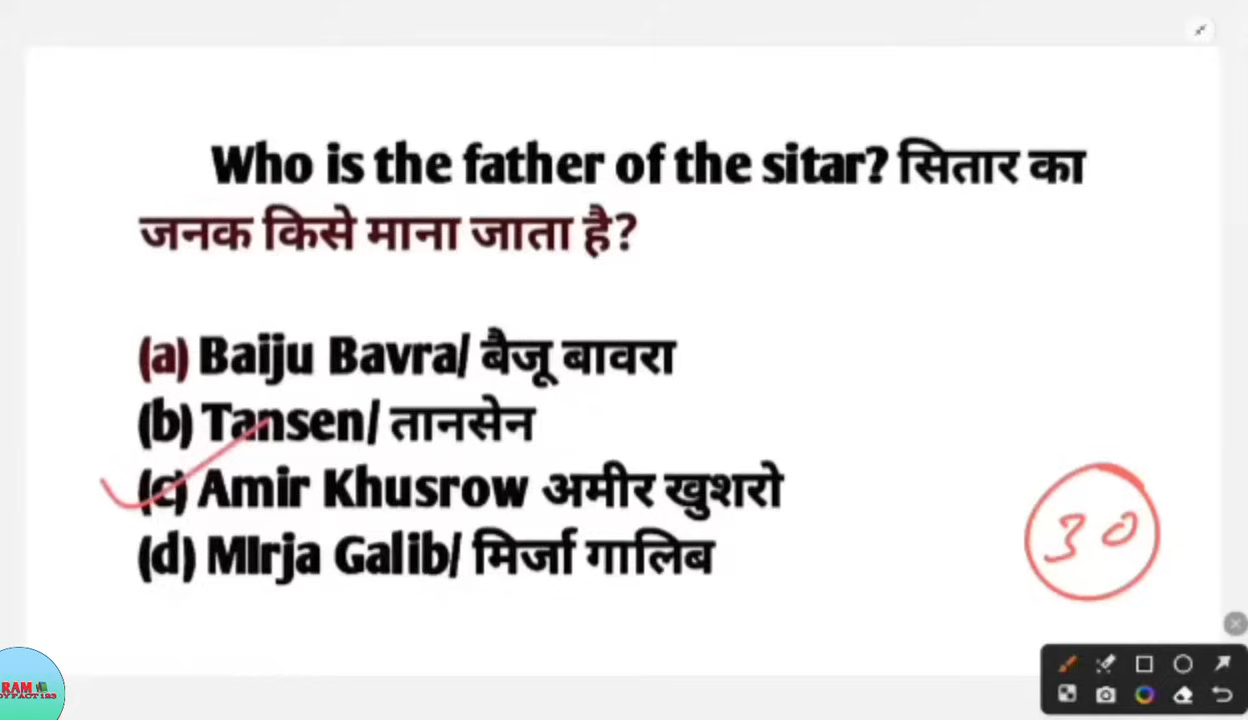 Who is the father of the sitar? सितार का
जनक किसे माना जाता है?
(a) Baiju Bavra/ बैजू बावरा
(b) Tansen/ तानसेन
(c) Amir Khusrow अमीर खुशरो
(d) MIrja Galib/ मिर्जा गालिब
30
RAM